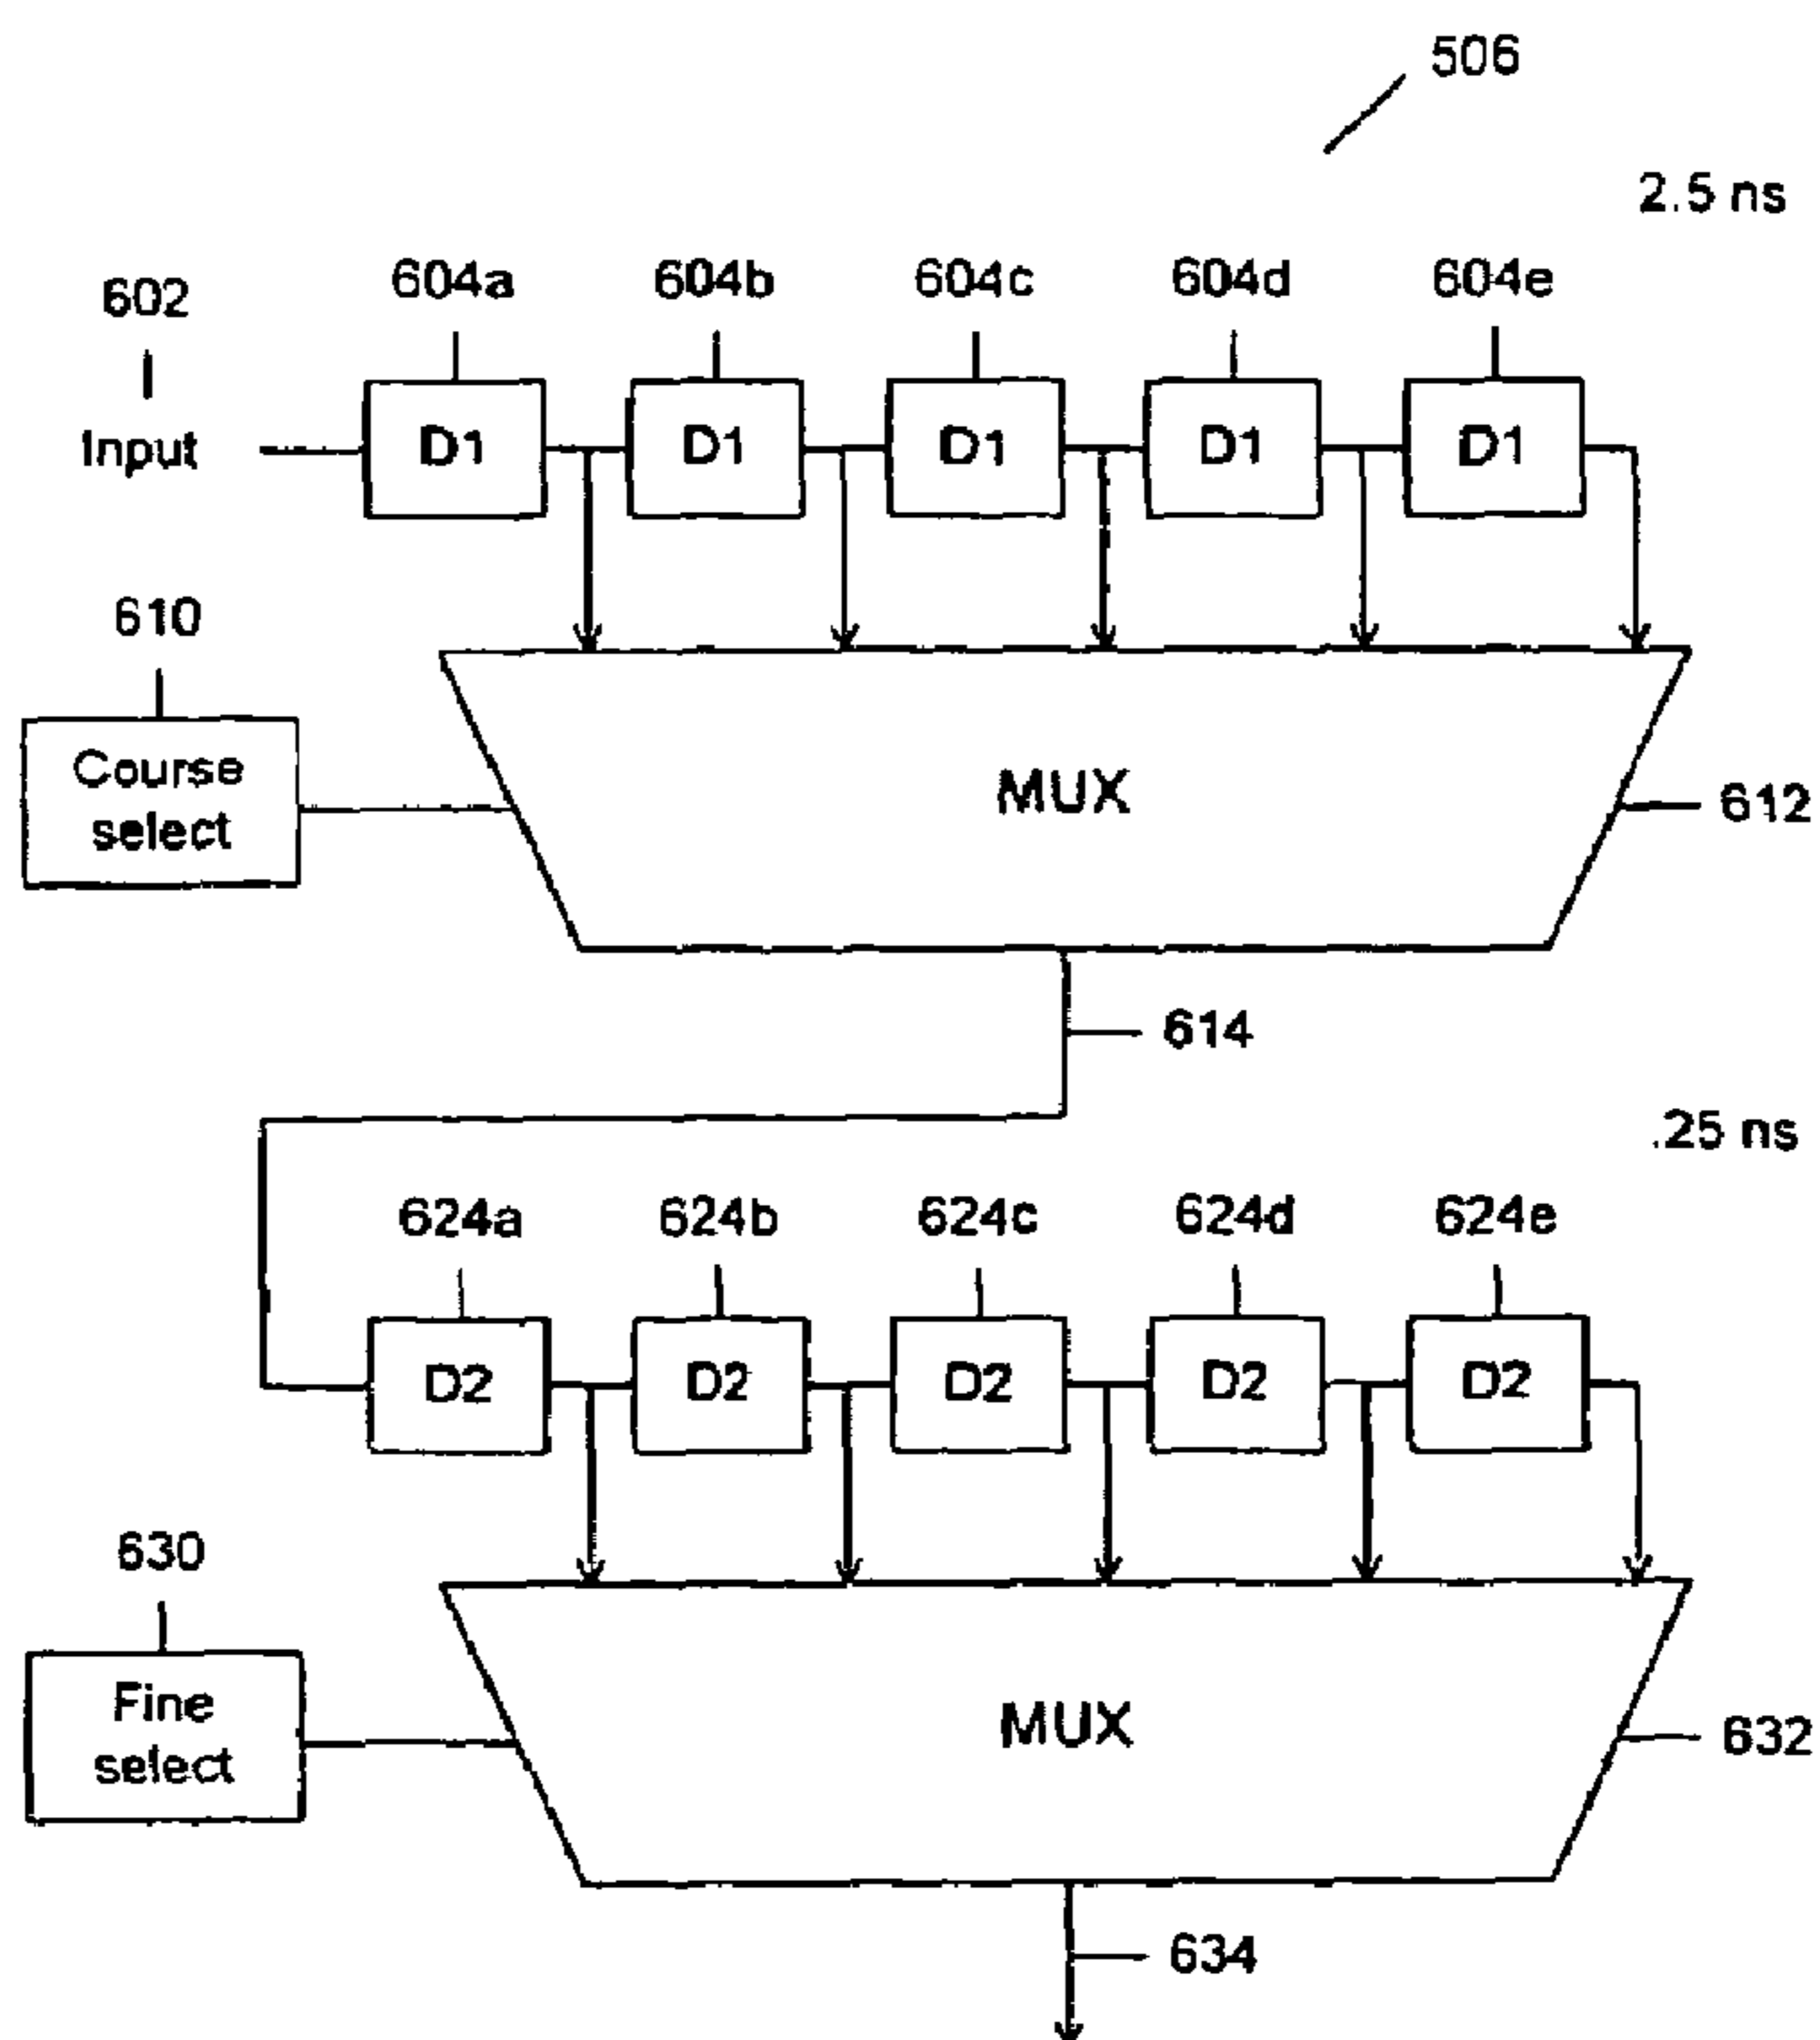 506
2.5 ns
602
604a 604b 604c 604d 604e
Input
D1 D1 D1 D1 D1
610
Course
select
MUX
612
614
.25 ns
624a 624b 624c 624d 624e
D2 D2 D2 D2 D2
630
Fine
select
MUX
632
634